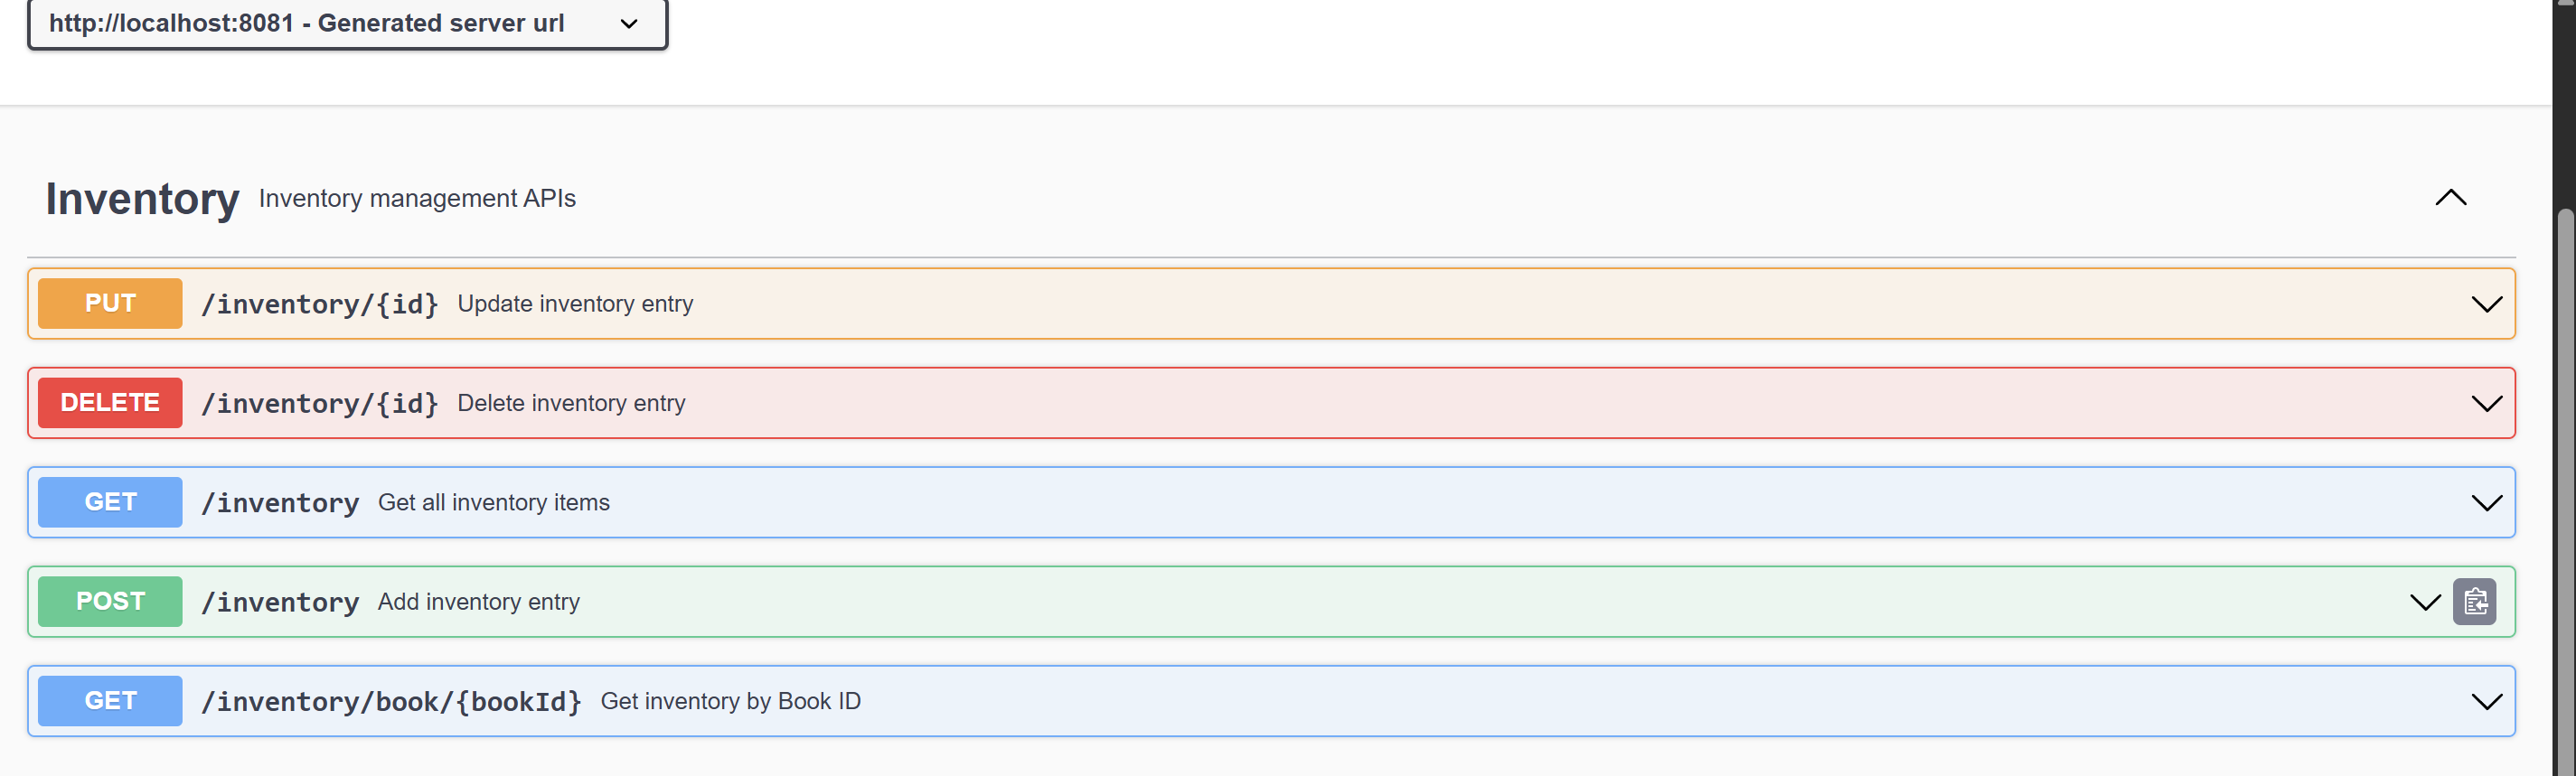 http://localhost:8081 - Generated server url
Inventory Inventory management APIs
PUT /inventory/{id} Update inventory entry
DELETE /inventory/{id} Delete inventory entry
GET /inventory Get all inventory items
POST /inventory Add inventory entry
GET /inventory/book/{bookId} Get inventory by Book ID